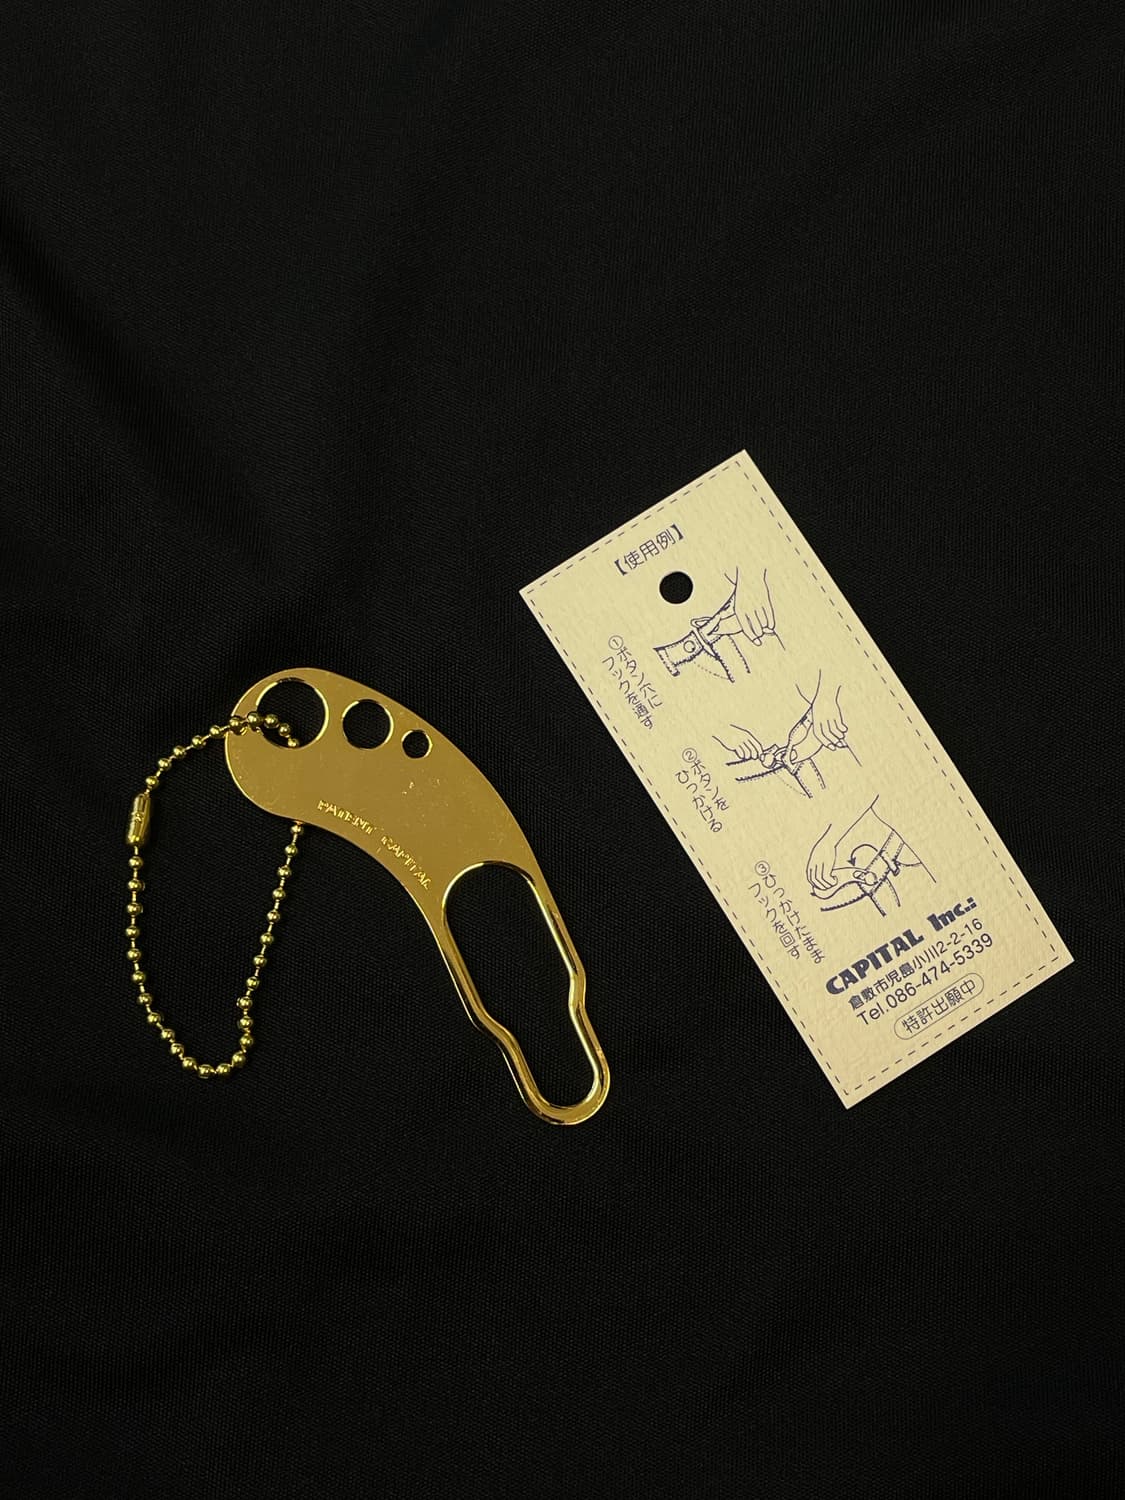 【使用例】
①ボタン穴に
フックを通す
②ボタンを
ひっかける
③ひっかけたまま
フックを回す
CAPITAL Inc.:
倉敷市児島小川2-2-16
Tel.086-474-5339
特許出願中
PATENT KAPITAL